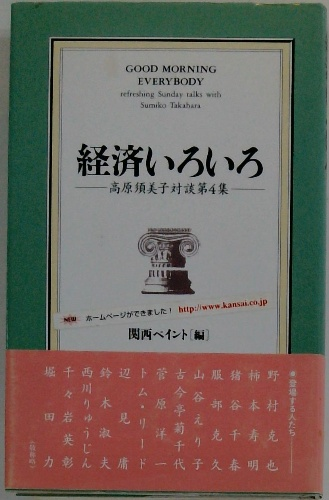 GOOD MORNING
EVERYBODY
refreshing Sunday talks with
Sumiko Takahara
経済いろいろ
高原須美子対談第4集
NEW ホームページができました! http://www.kansai.co.jp
関西ペイント[編]
●登場する人たち
野村克也
柿本寿明
猪谷千春
服部克久
山谷えり子
古今亭菊千代
菅原洋一
トム・リード
辺見庸
鈴木淑夫
西川りゅうじん
千々岩英彰
堀田力